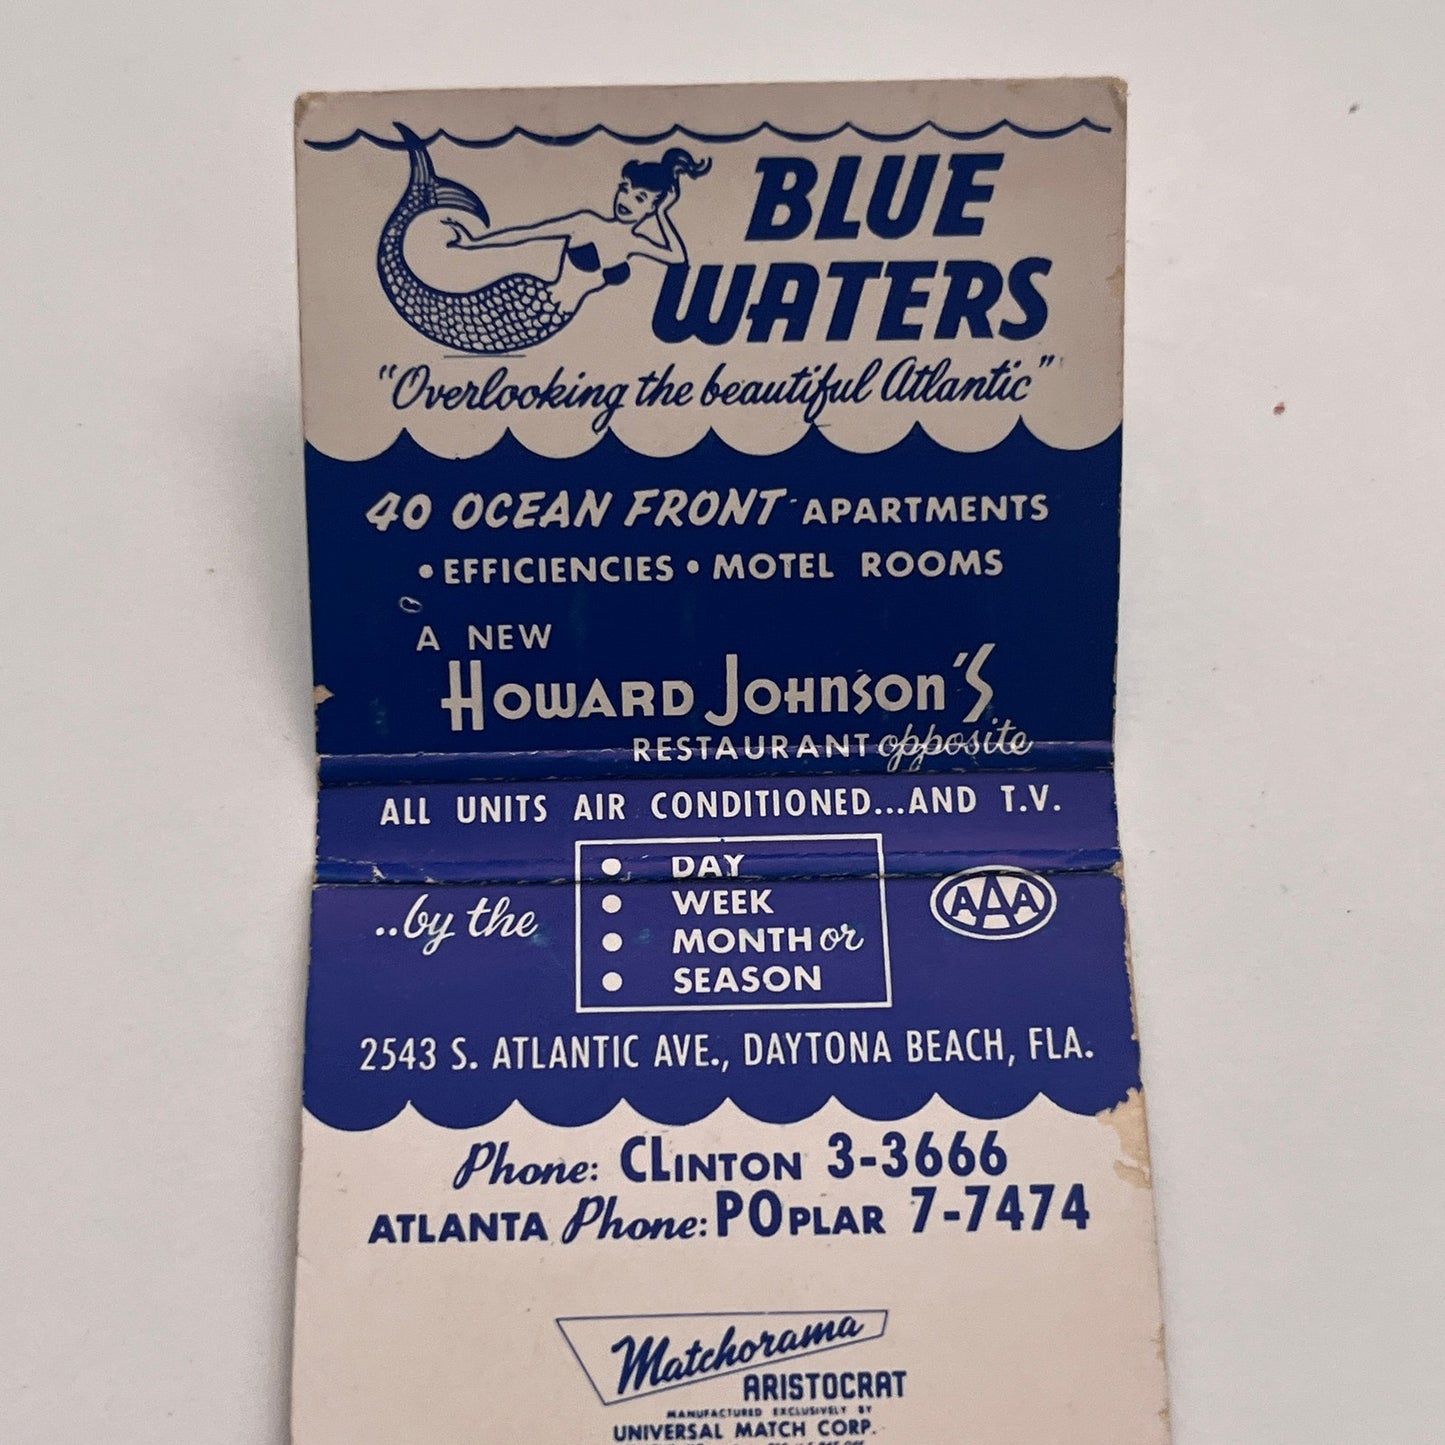 BLUE
WATERS
"Overlooking the beautiful Atlantic"
40 OCEAN FRONT - APARTMENTS
• EFFICIENCIES • MOTEL ROOMS
A NEW
HOWARD JOHNSON'S
RESTAURANT opposite
ALL UNITS AIR CONDITIONED...AND T.V.
..by the
• DAY
• WEEK
• MONTH or
• SEASON
AAA
2543 S. ATLANTIC AVE., DAYTONA BEACH, FLA.
Phone: CLINTON 3-3666
ATLANTA Phone: POPLAR 7-7474
Matchorama
ARISTOCRAT
MANUFACTURED EXCLUSIVELY BY
UNIVERSAL MATCH CORP.